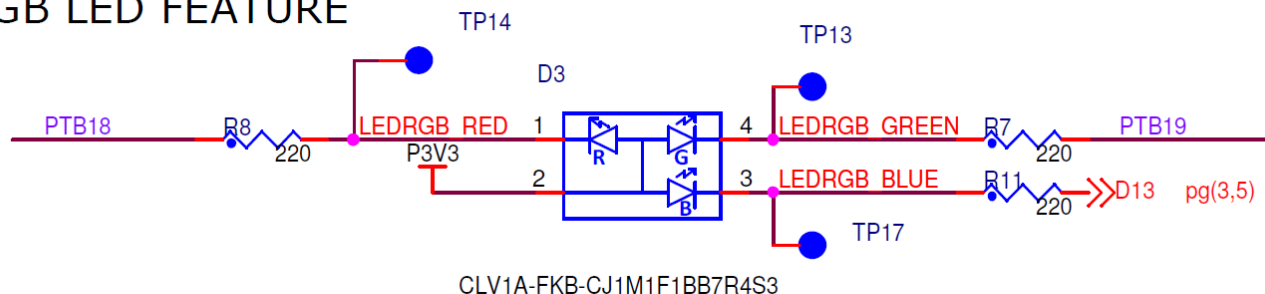 GB LED FEATURE
TP14
TP13
D3
PTB18
R8
220
LEDRGB_RED
1
R
G
4
LEDRGB_GREEN
R7
220
PTB19
P3V3
2
B
3
LEDRGB_BLUE
R11
220
D13 pg(3,5)
TP17
CLV1A-FKB-CJ1M1F1BB7R4S3